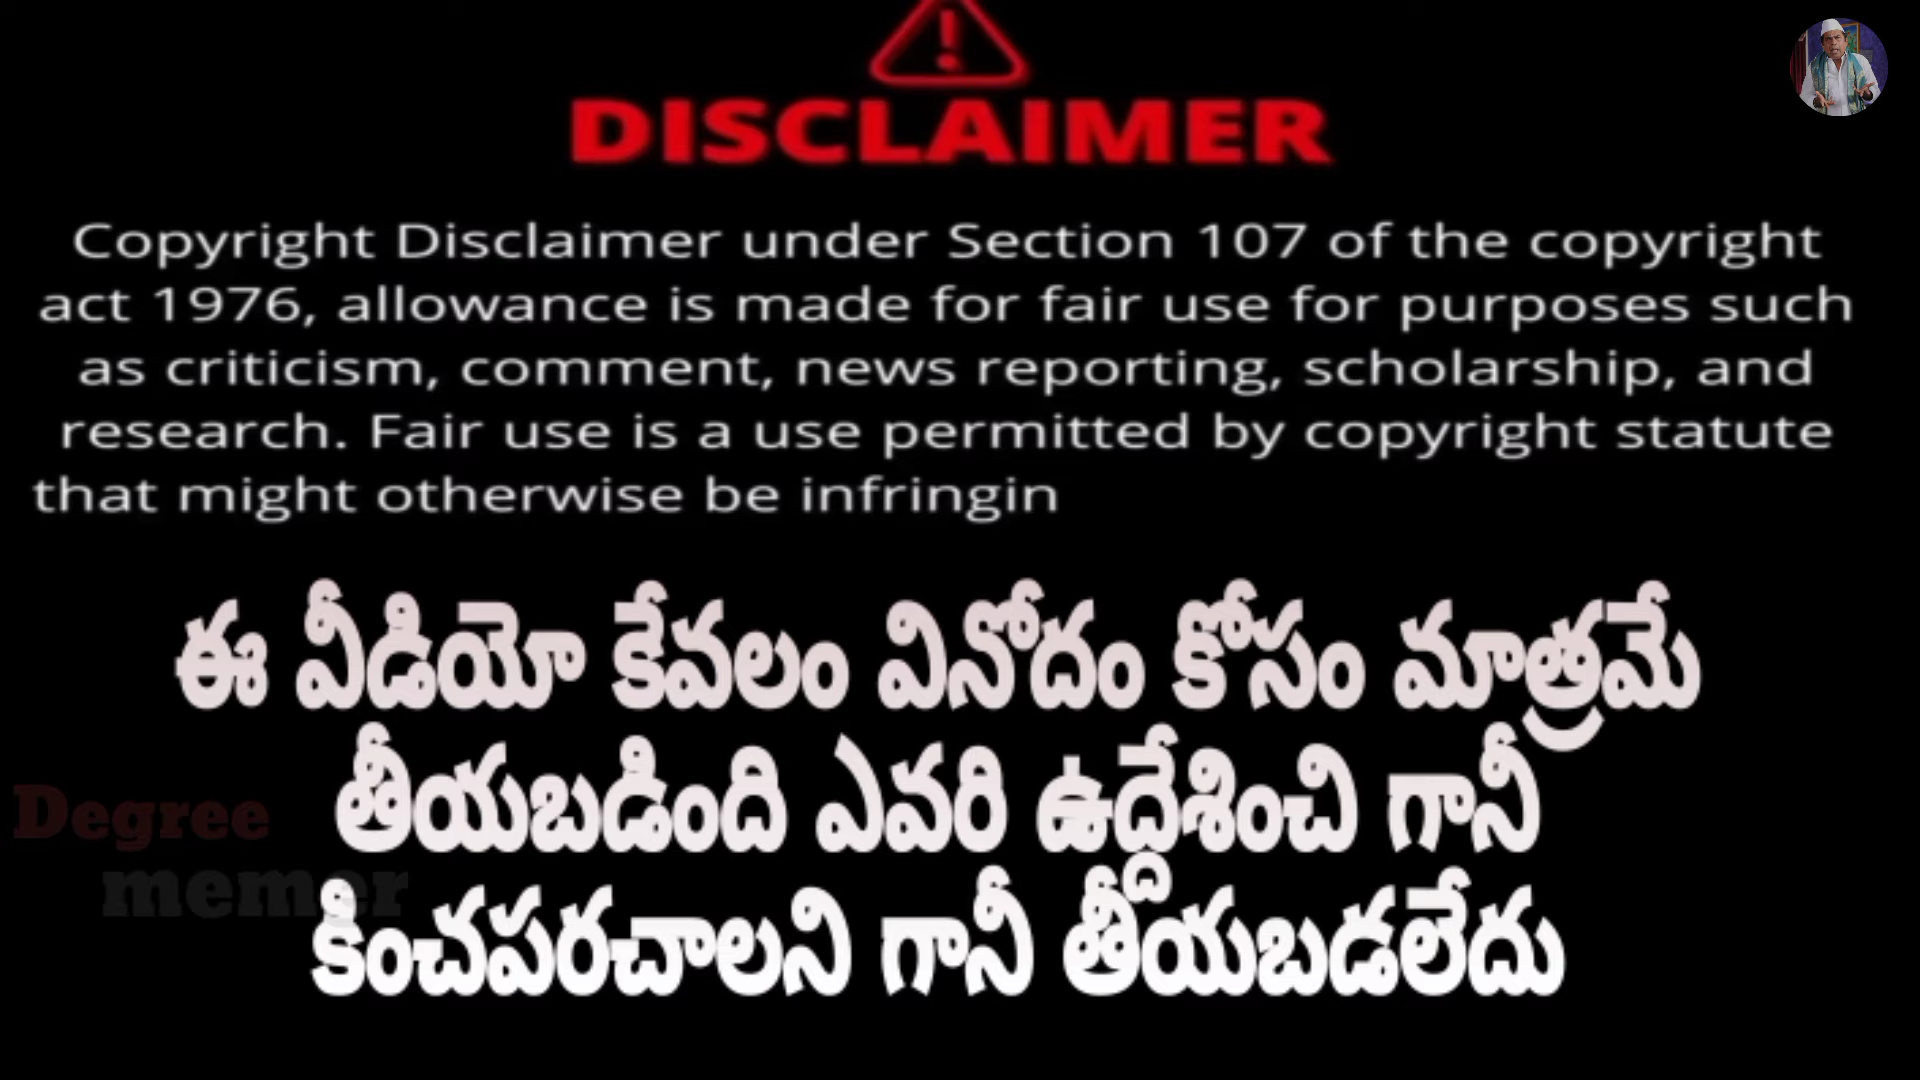 DISCLAIMER
Copyright Disclaimer under Section 107 of the copyright
act 1976, allowance is made for fair use for purposes such
as criticism, comment, news reporting, scholarship, and
research. Fair use is a use permitted by copyright statute
that might otherwise be infringin
ఈ వీడియో కేవలం వినోదం కోసం మాత్రమే
తీయబడింది ఎవరి ఉద్దేశించి గానీ
కించపరచాలని గానీ తీయబడలేదు
Degree
memer